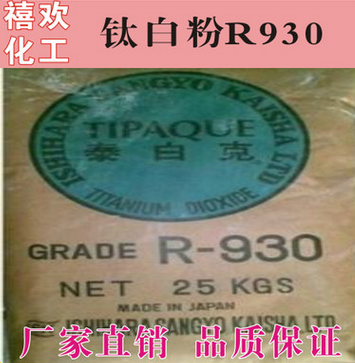 禧欢
化工
钛白粉R930
ISHIHARA SANGYO KAISHA LTD
TIPAQUE
泰白克
TITANIUM DIOXIDE
GRADE R-930
NET 25 KGS
MADE IN JAPAN
ISHIHARA SANGYO KAISHA LTD.
厂家直销 品质保证